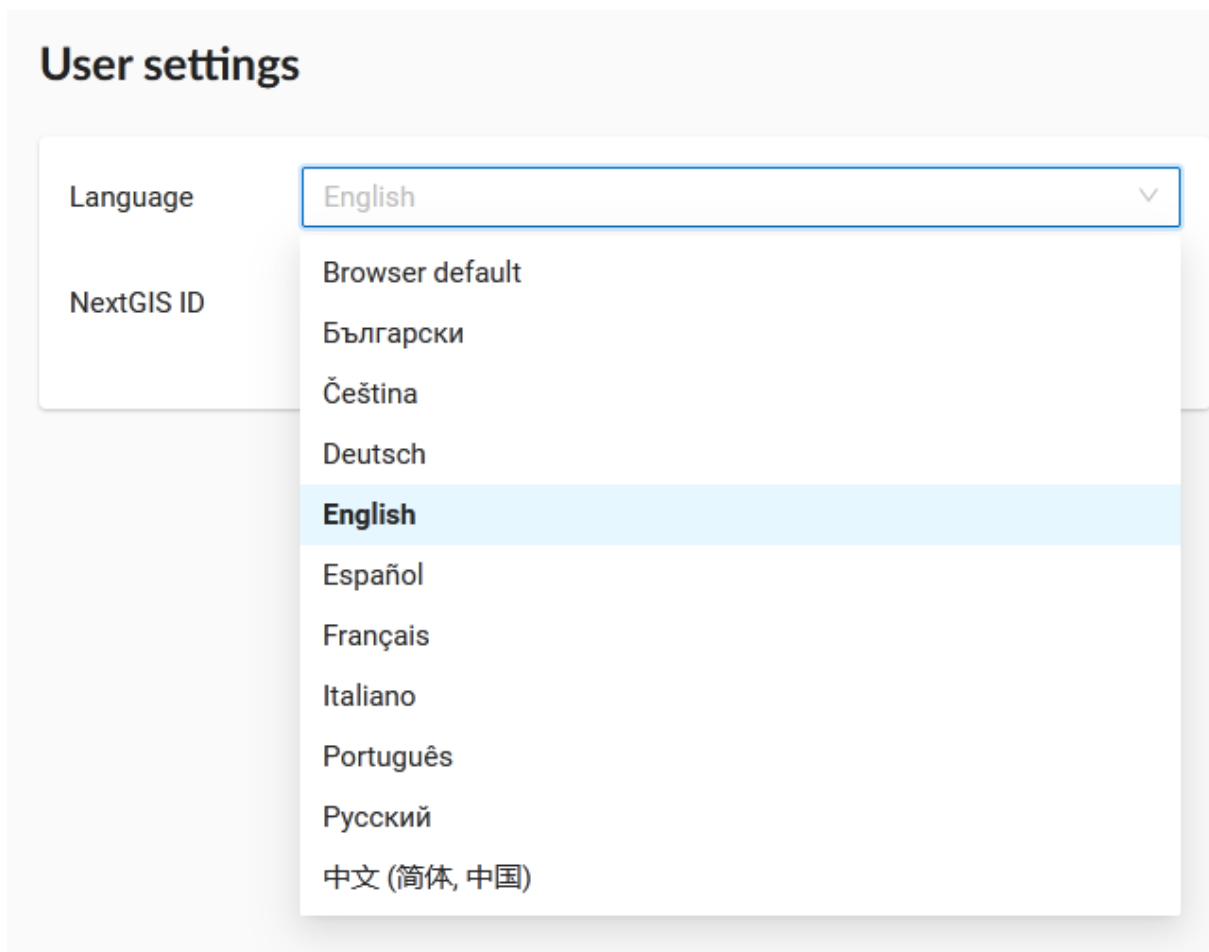 User settings
Language
English
NextGIS ID
Browser default
Български
Čeština
Deutsch
English
Español
Français
Italiano
Português
Русский
中文 (简体, 中国)